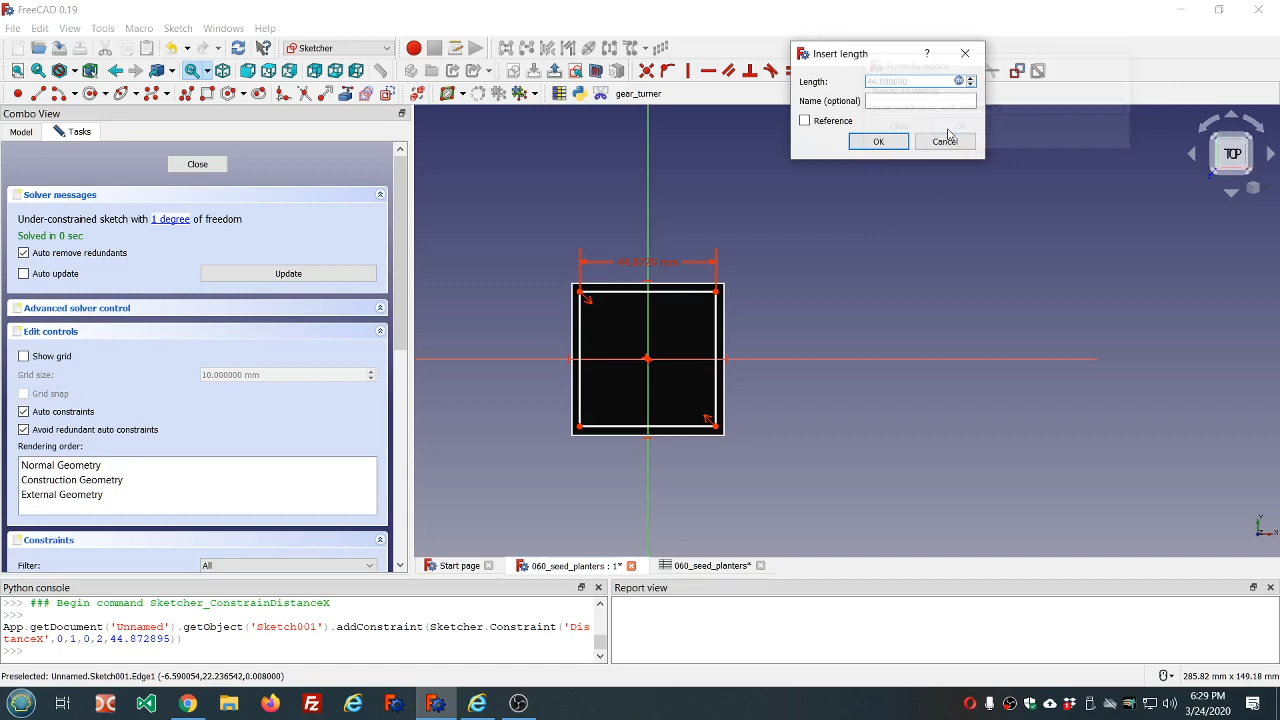 FreeCAD 0.19
File Edit View Tools Macro Sketch Windows Help
Sketcher
gear_turner
Combo View
Model Tasks
Close
Solver messages
Under-constrained sketch with 1 degree of freedom
Solved in 0 sec
Auto remove redundants
Auto update Update
Advanced solver control
Edit controls
Show grid
Grid size: 10.000000 mm
Grid snap
Auto constraints
Avoid redundant auto constraints
Rendering order:
Normal Geometry
Construction Geometry
External Geometry
Constraints
Filter: All
Insert length
?
Formula editor
Length: 44.000000
Name (optional)
Reference
OK Cancel
TOP
Start page 060_seed_planters : 1* 060_seed_planters*
Python console
>>> ### Begin command Sketcher_ConstrainDistanceX
>>>
App.getDocument('Unnamed').getObject('Sketch001').addConstraint(Sketcher.Constraint('Dis
tanceX',0,1,0,2,44.872895))
>>>
Report view
Preselected: Unnamed.Sketch001.Edge1 (-6.590054,22.236542,0.008000)
285.82 mm x 149.18 mm
6:29 PM
3/24/2020